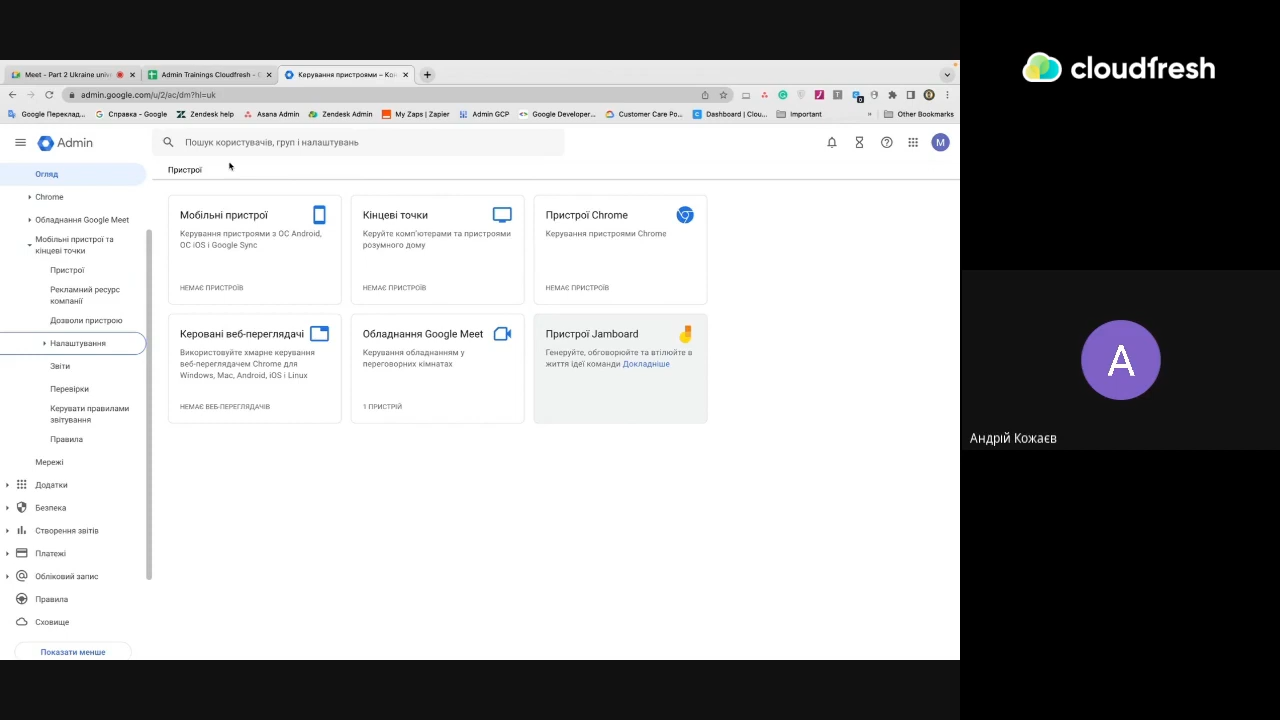 cloudfresh
Meet - Part 2 Ukraine univ
Admin Trainings Cloudfresh - G
Керування пристроями – Кон
admin.google.com/u/2/ac/dm?hl=uk
Google Переклад...
Справка - Google
Zendesk help
Asana Admin
Zendesk Admin
My Zaps | Zapier
Admin GCP
Google Developer...
Customer Care Po...
Dashboard | Clou...
Important
Other Bookmarks
Admin
Пошук користувачів, груп і налаштувань
M
Огляд
Chrome
Обладнання Google Meet
Мобільні пристрої та
кінцеві точки
Пристрої
Рекламний ресурс
компанії
Дозволи пристрою
Налаштування
Звіти
Перевірки
Керувати правилами
звітування
Правила
Мережі
Додатки
Безпека
Створення звітів
Платежі
Обліковий запис
Правила
Сховище
Показати менше
Пристрої
Мобільні пристрої
Керування пристроями з ОС Android,
ОС iOS і Google Sync
НЕМАЄ ПРИСТРОЇВ
Кінцеві точки
Керуйте комп'ютерами та пристроями
розумного дому
НЕМАЄ ПРИСТРОЇВ
Пристрої Chrome
Керування пристроями Chrome
НЕМАЄ ПРИСТРОЇВ
Керовані веб-переглядачі
Використовуйте хмарне керування
веб-переглядачем Chrome для
Windows, Mac, Android, iOS і Linux
НЕМАЄ ВЕБ-ПЕРЕГЛЯДАЧІВ
Обладнання Google Meet
Керування обладнанням у
переговорних кімнатах
1 ПРИСТРІЙ
Пристрої Jamboard
Генеруйте, обговорюйте та втілюйте в
життя ідеї команди Докладніше
А
Андрій Кожаєв